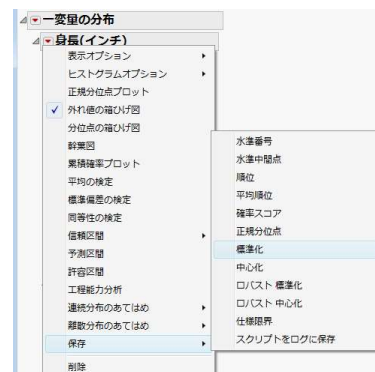 一変量の分布
身長(インチ)
表示オプション
ヒストグラムオプション
正規分位点プロット
外れ値の箱ひげ図
分位点の箱ひげ図
幹葉図
累積確率プロット
平均の検定
標準偏差の検定
同等性の検定
信頼区間
予測区間
許容区間
工程能力分析
連続分布のあてはめ
離散分布のあてはめ
保存
削除
水準番号
水準中間点
順位
平均順位
確率スコア
正規分位点
標準化
中心化
ロバスト 標準化
ロバスト 中心化
仕様限界
スクリプトをログに保存